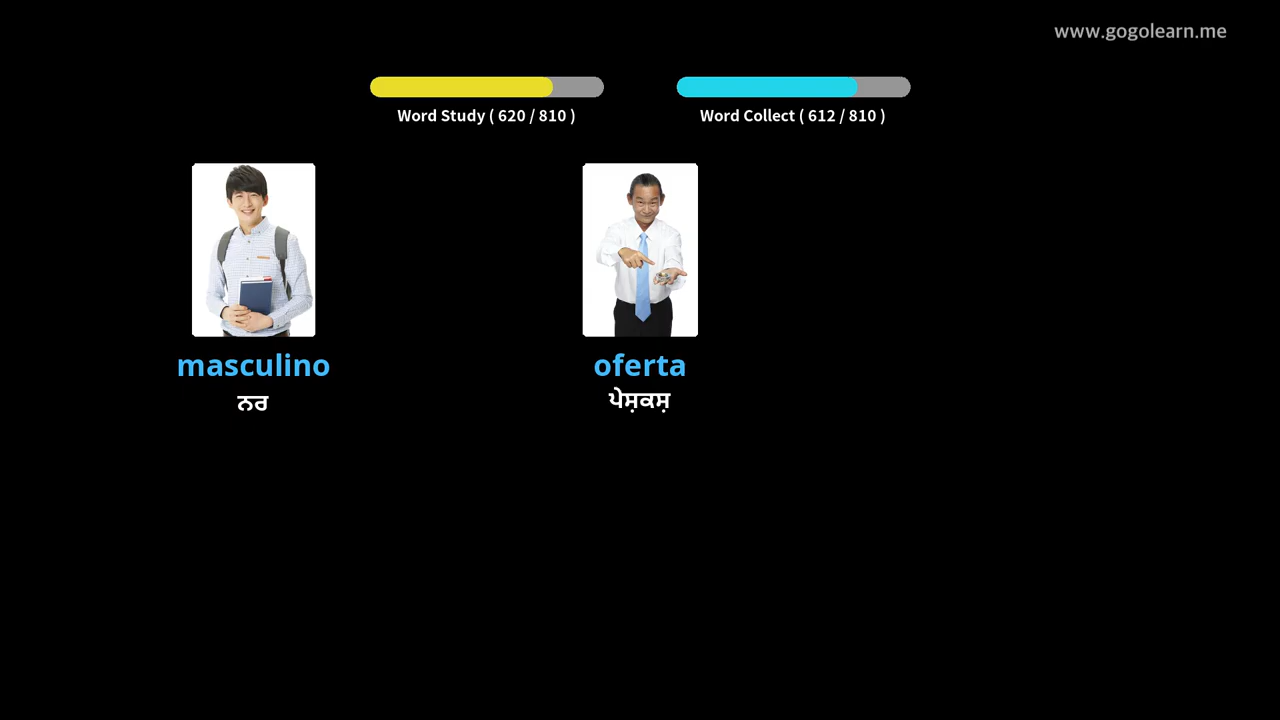 www.gogolearn.me
Word Study ( 620 / 810 )
Word Collect ( 612 / 810 )
masculino
ਨਰ
oferta
ਪੇਸ਼ਕਸ਼